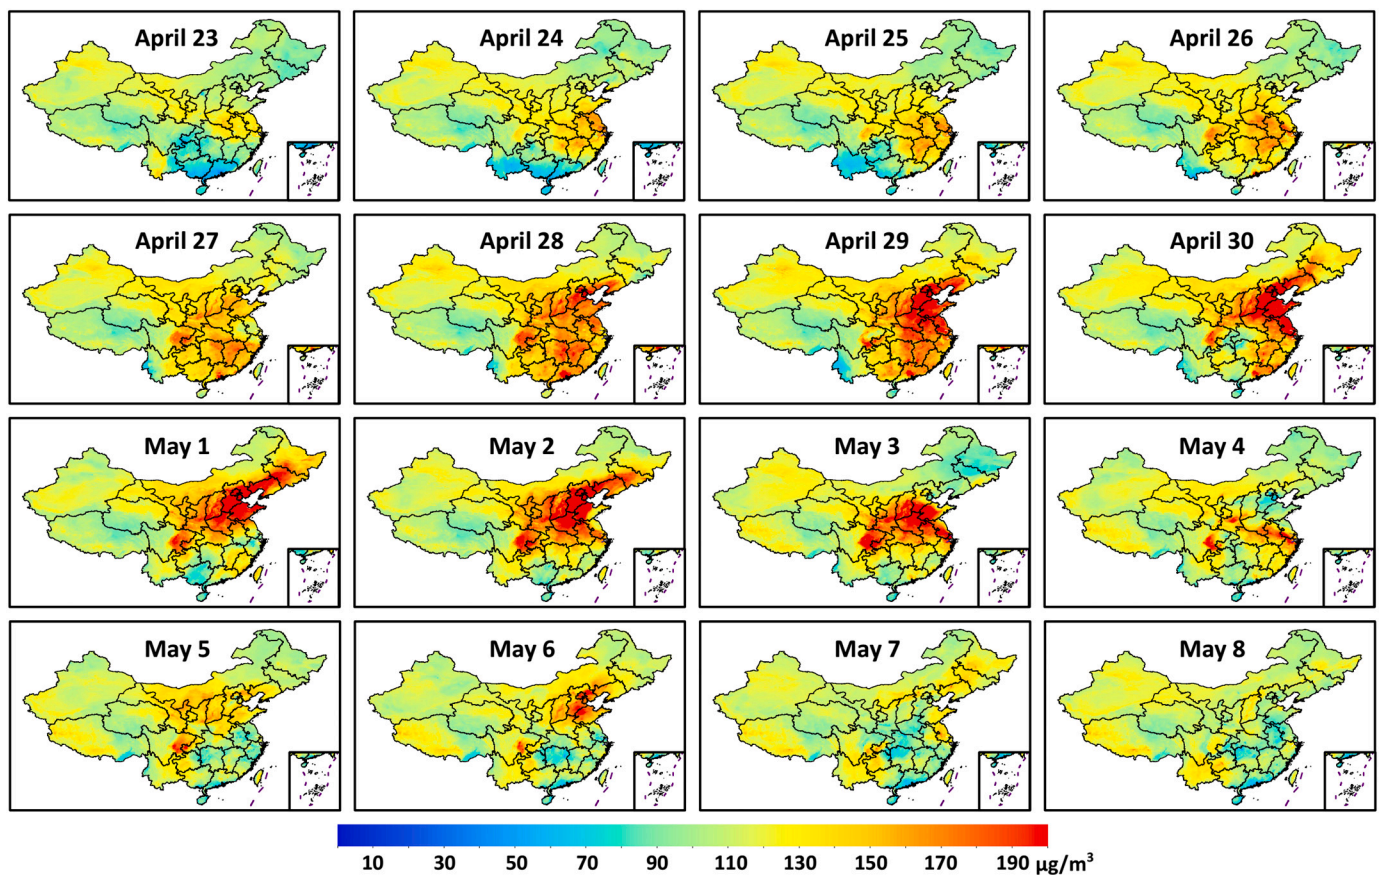 April 23
April 24
April 25
April 26
April 27
April 28
April 29
April 30
May 1
May 2
May 3
May 4
May 5
May 6
May 7
May 8
10 30 50 70 90 110 130 150 170 190 μg/m³